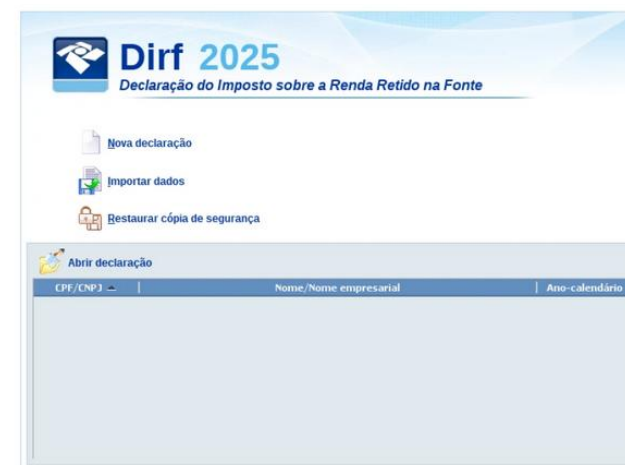 Dirf 2025
Declaração do Imposto sobre a Renda Retido na Fonte
Nova declaração
Importar dados
Restaurar cópia de segurança
Abrir declaração
CPF/CNPJ Nome/Nome empresarial Ano-calendário